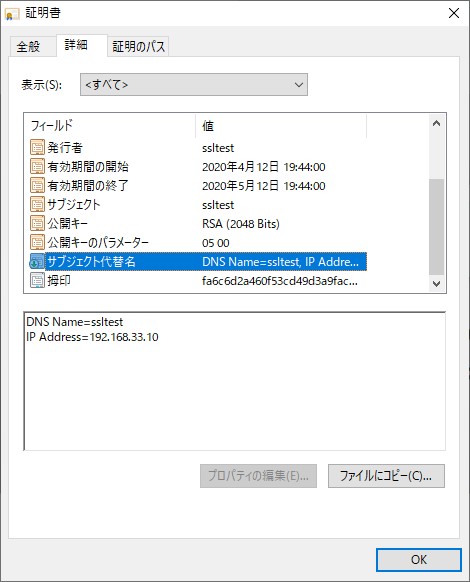 証明書
全般
詳細
証明のパス
表示(S): <すべて>
フィールド 値
発行者 ssltest
有効期間の開始 2020年4月12日 19:44:00
有効期間の終了 2020年5月12日 19:44:00
サブジェクト ssltest
公開キー RSA (2048 Bits)
公開キーのパラメーター 05 00
サブジェクト代替名 DNS Name=ssltest, IP Addre...
拇印 fa6c6d2a460f53cd49d3a9fac...
DNS Name=ssltest
IP Address=192.168.33.10
プロパティの編集(E)...
ファイルにコピー(C)...
OK